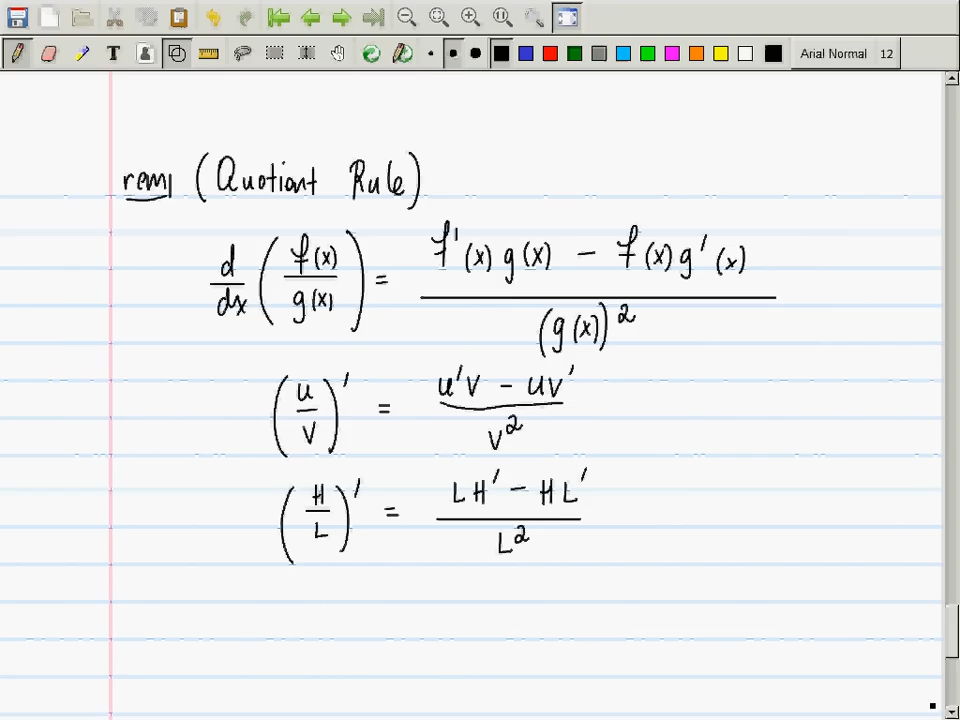 Arial Normal 12
rem (Quotiant Rule)
d/dx (f(x)/g(x)) = (f'(x) g(x) - f(x) g'(x))/(g(x))²
(u/v)' = (u'v - uv')/v²
(H/L)' = (LH' - HL')/L²